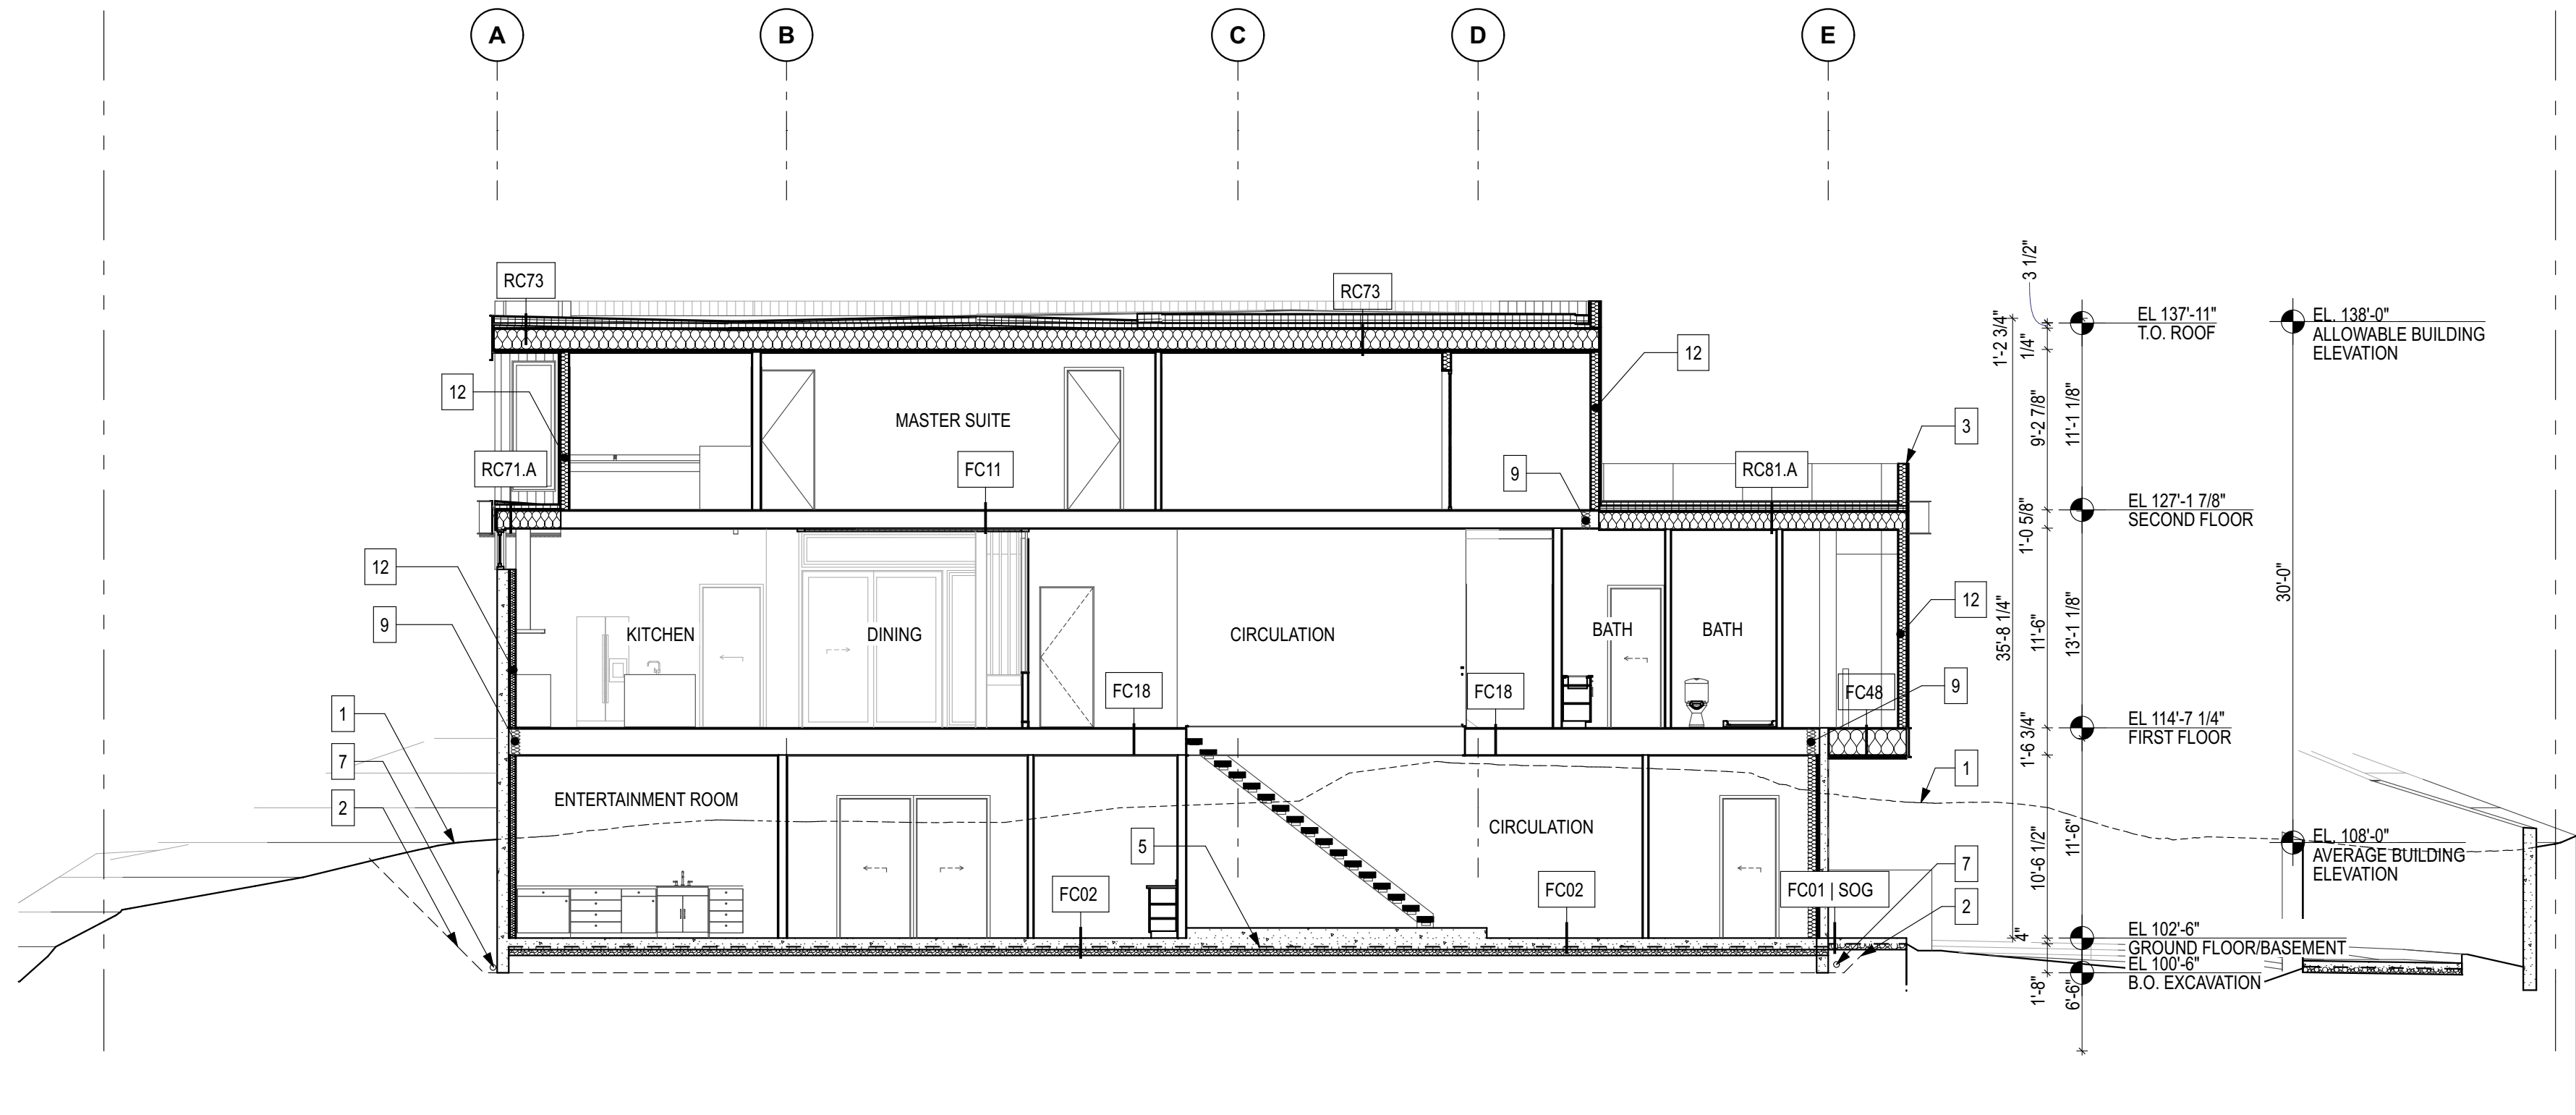 A
B
C
D
E
RC73
RC73
12
12
MASTER SUITE
3
RC71.A
FC11
9
RC81.A
12
9
KITCHEN
DINING
CIRCULATION
BATH
BATH
12
FC18
FC18
FC48
9
1
7
2
1
ENTERTAINMENT ROOM
CIRCULATION
5
7
FC02
FC02
FC01 | SOG
2
3 1/2"
1'-2 3/4"
1/4"
9'-2 7/8"
11'-1 1/8"
1'-0 5/8"
35'-8 1/4"
11'-6"
13'-1 1/8"
1'-6 3/4"
10'-6 1/2"
11'-6"
4"
1'-8"
6'-6"
30'-0"
EL 137'-11"
T.O. ROOF
EL. 138'-0"
ALLOWABLE BUILDING
ELEVATION
EL 127'-1 7/8"
SECOND FLOOR
EL 114'-7 1/4"
FIRST FLOOR
EL. 108'-0"
AVERAGE BUILDING
ELEVATION
EL 102'-6"
GROUND FLOOR/BASEMENT
EL 100'-6"
B.O. EXCAVATION